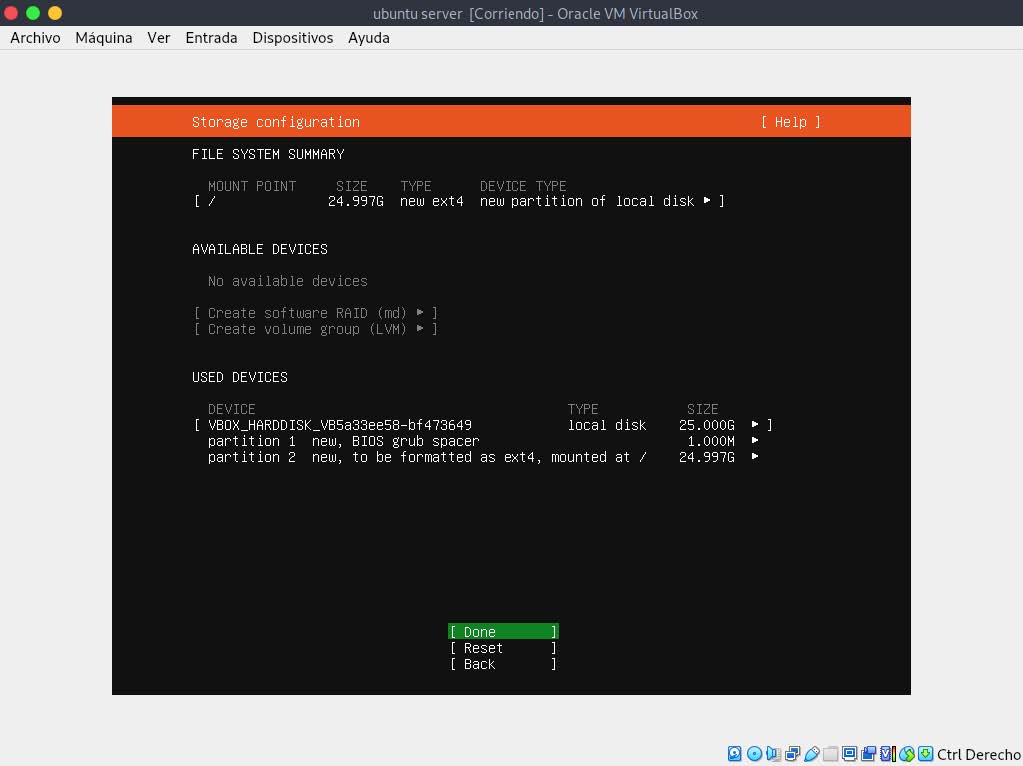 ubuntu server [Corriendo] - Oracle VM VirtualBox
Archivo Máquina Ver Entrada Dispositivos Ayuda
Storage configuration [ Help ]
FILE SYSTEM SUMMARY
MOUNT POINT SIZE TYPE DEVICE TYPE
[ / 24.997G new ext4 new partition of local disk ▸ ]
AVAILABLE DEVICES
No available devices
[ Create software RAID (md) ▸ ]
[ Create volume group (LVM) ▸ ]
USED DEVICES
DEVICE TYPE SIZE
[ VBOX_HARDDISK_VB5a33ee58-bf473649 local disk 25.000G ▸ ]
partition 1 new, BIOS grub spacer 1.000M ▸
partition 2 new, to be formatted as ext4, mounted at / 24.997G ▸
[ Done ]
[ Reset ]
[ Back ]
Ctrl Derecho